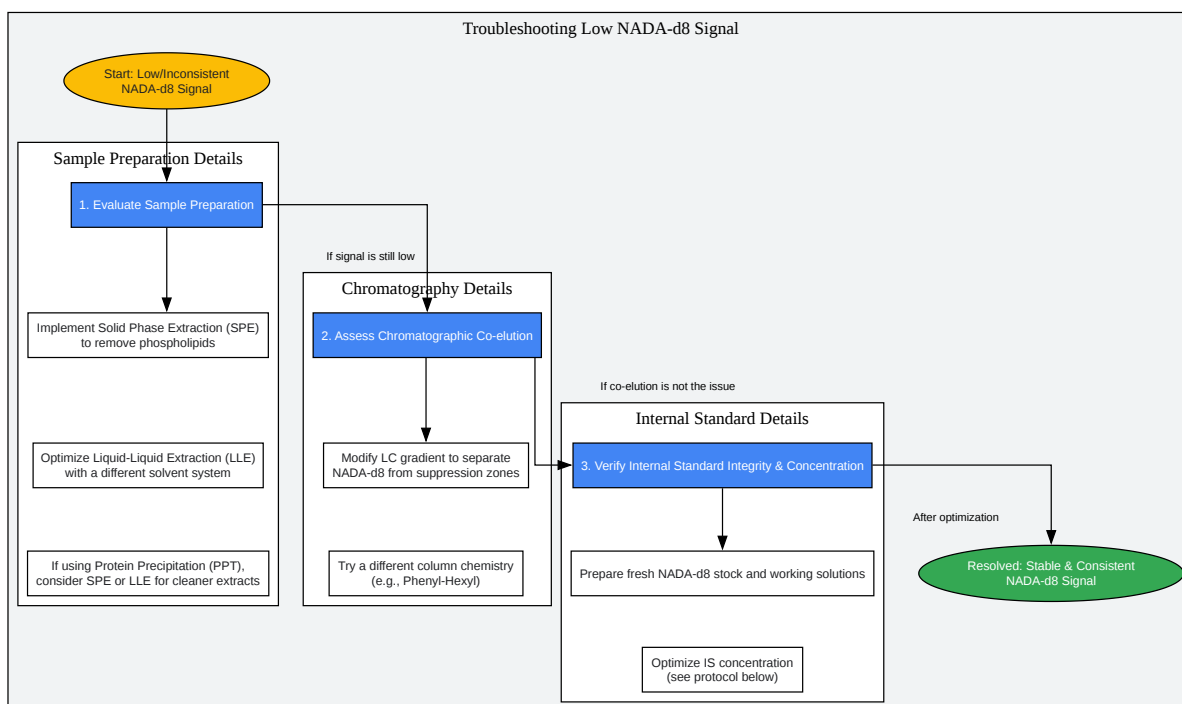 Troubleshooting Low NADA-d8 Signal
Start: Low/Inconsistent
NADA-d8 Signal
Sample Preparation Details
1. Evaluate Sample Preparation
If signal is still low
Implement Solid Phase Extraction (SPE)
to remove phospholipids
Optimize Liquid-Liquid Extraction (LLE)
with a different solvent system
If using Protein Precipitation (PPT),
consider SPE or LLE for cleaner extracts
Chromatography Details
2. Assess Chromatographic Co-elution
If co-elution is not the issue
Modify LC gradient to separate
NADA-d8 from suppression zones
Try a different column chemistry
(e.g., Phenyl-Hexyl)
Internal Standard Details
3. Verify Internal Standard Integrity & Concentration
After optimization
Prepare fresh NADA-d8 stock and working solutions
Optimize IS concentration
(see protocol below)
Resolved: Stable & Consistent
NADA-d8 Signal